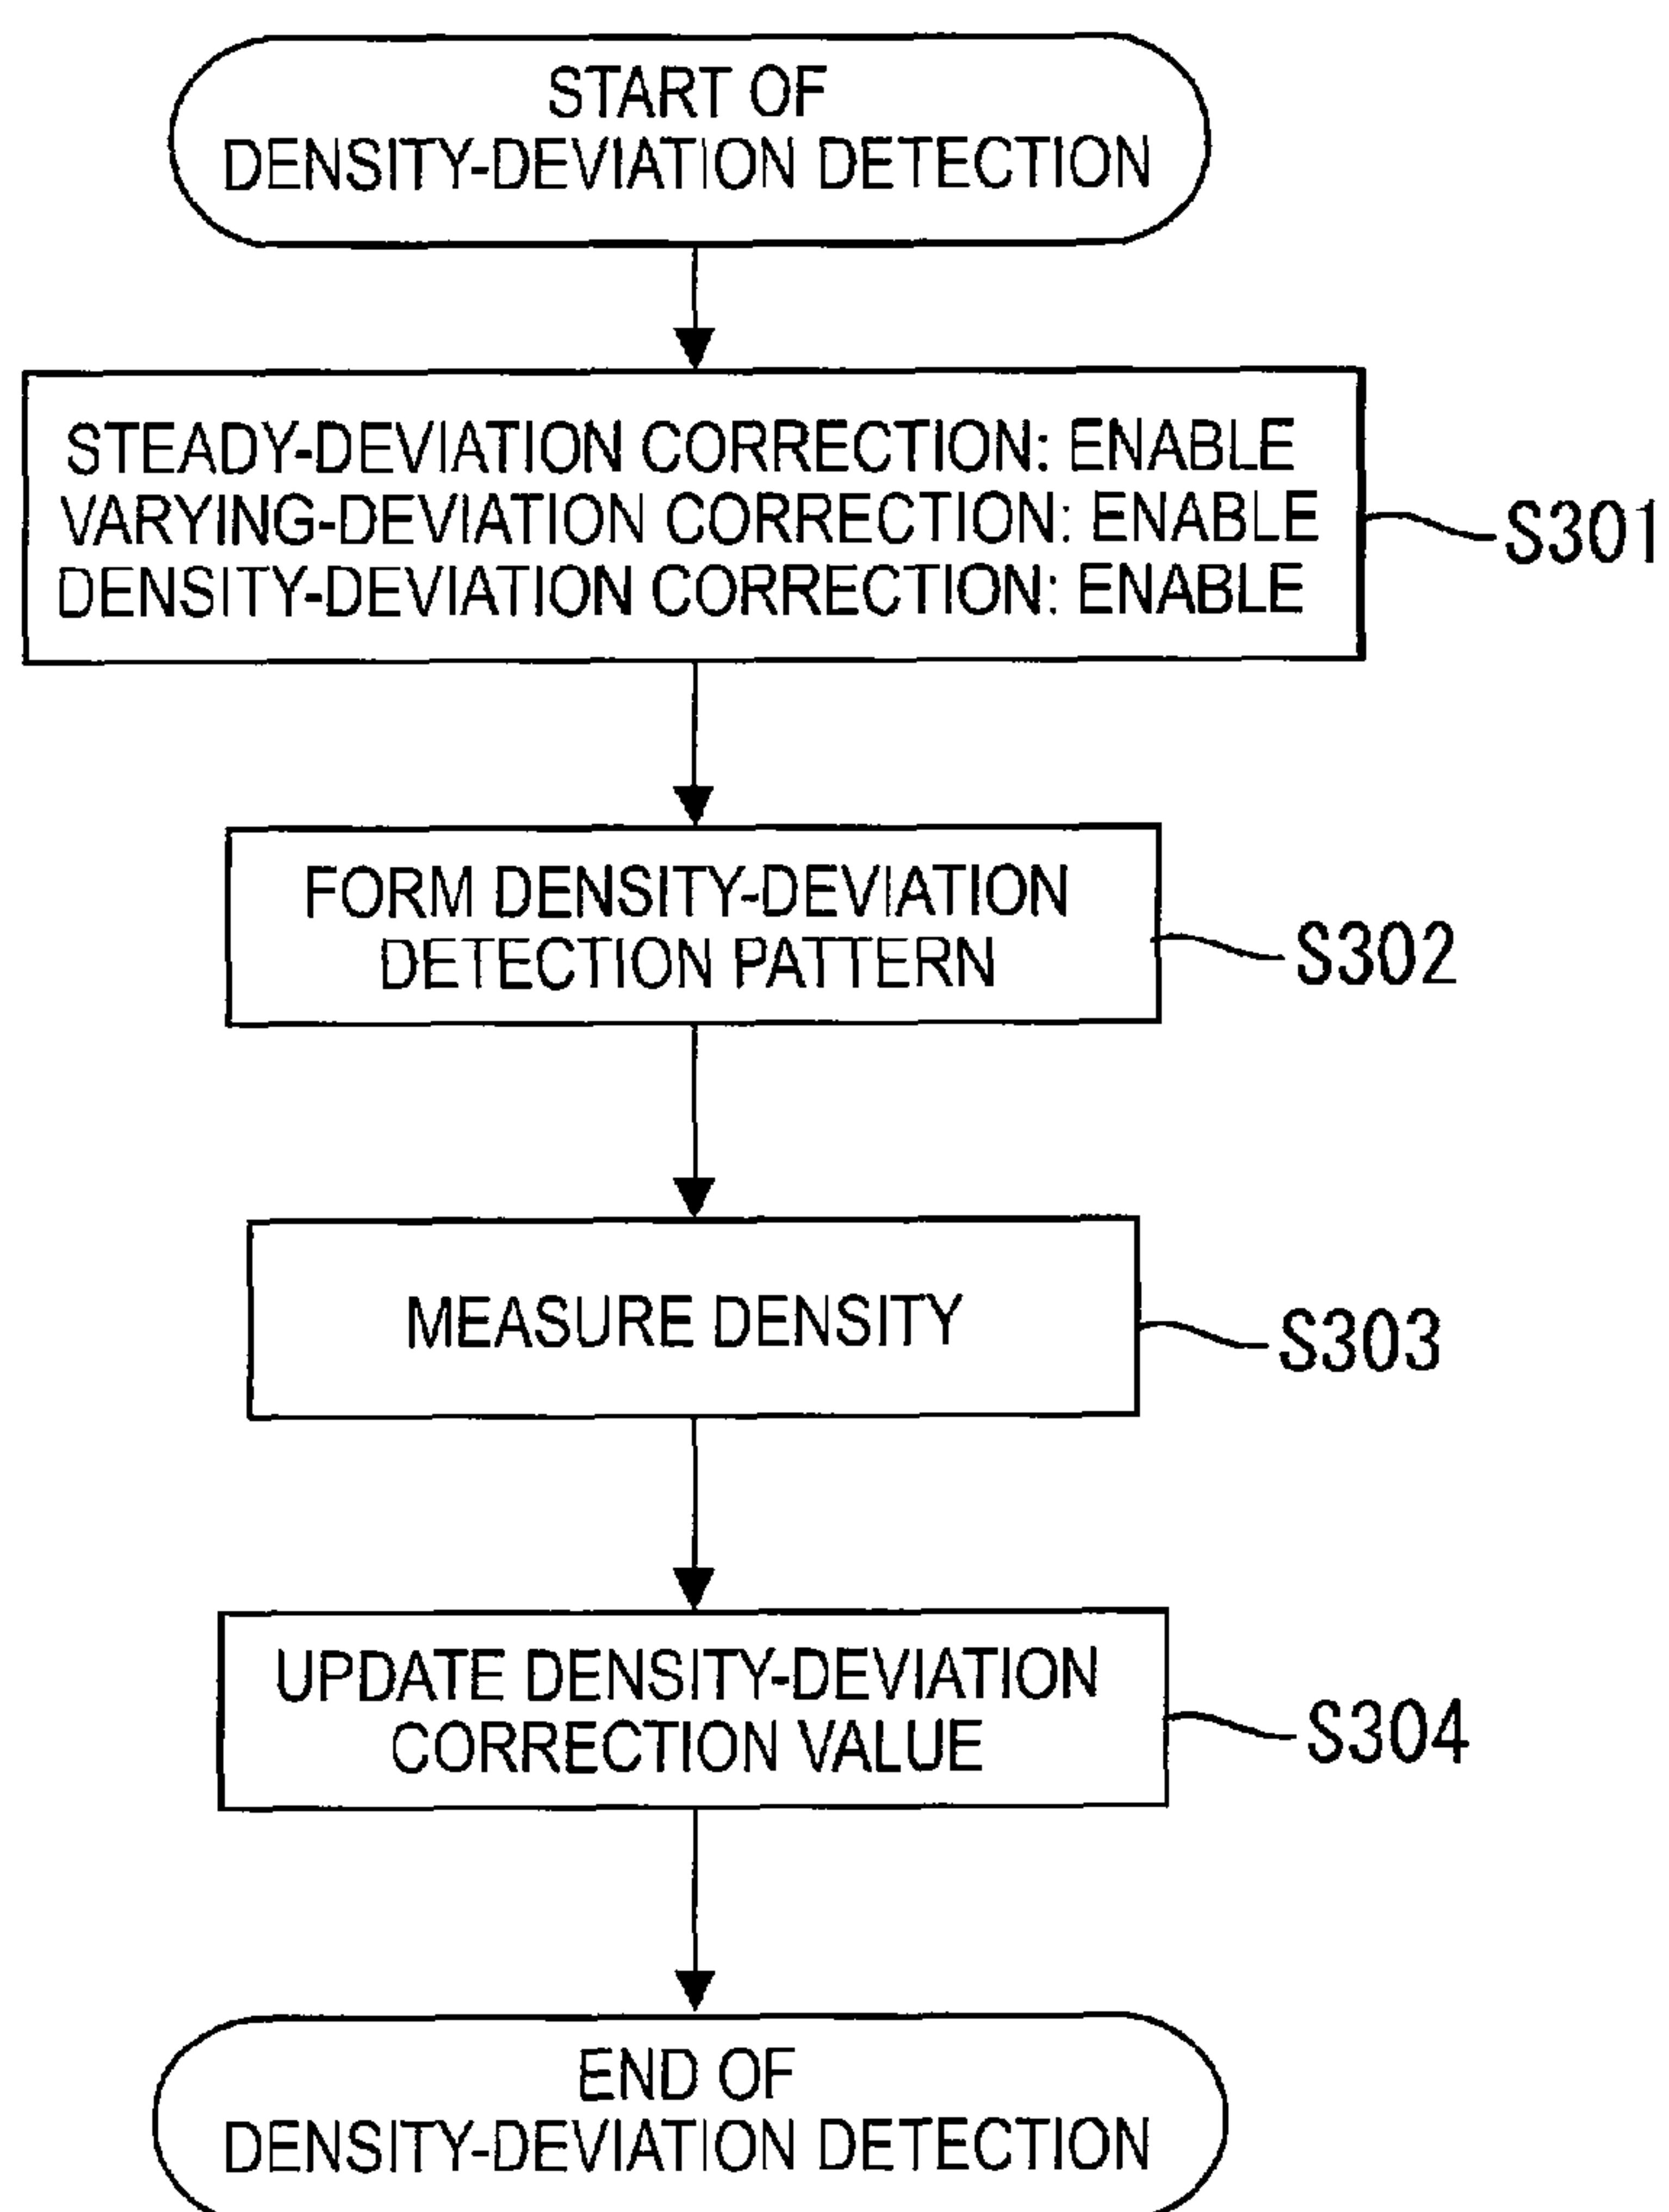 START OF
DENSITY-DEVIATION DETECTION
STEADY-DEVIATION CORRECTION: ENABLE
VARYING-DEVIATION CORRECTION: ENABLE
DENSITY-DEVIATION CORRECTION: ENABLE
S301
FORM DENSITY-DEVIATION
DETECTION PATTERN
S302
MEASURE DENSITY
S303
UPDATE DENSITY-DEVIATION
CORRECTION VALUE
S304
END OF
DENSITY-DEVIATION DETECTION